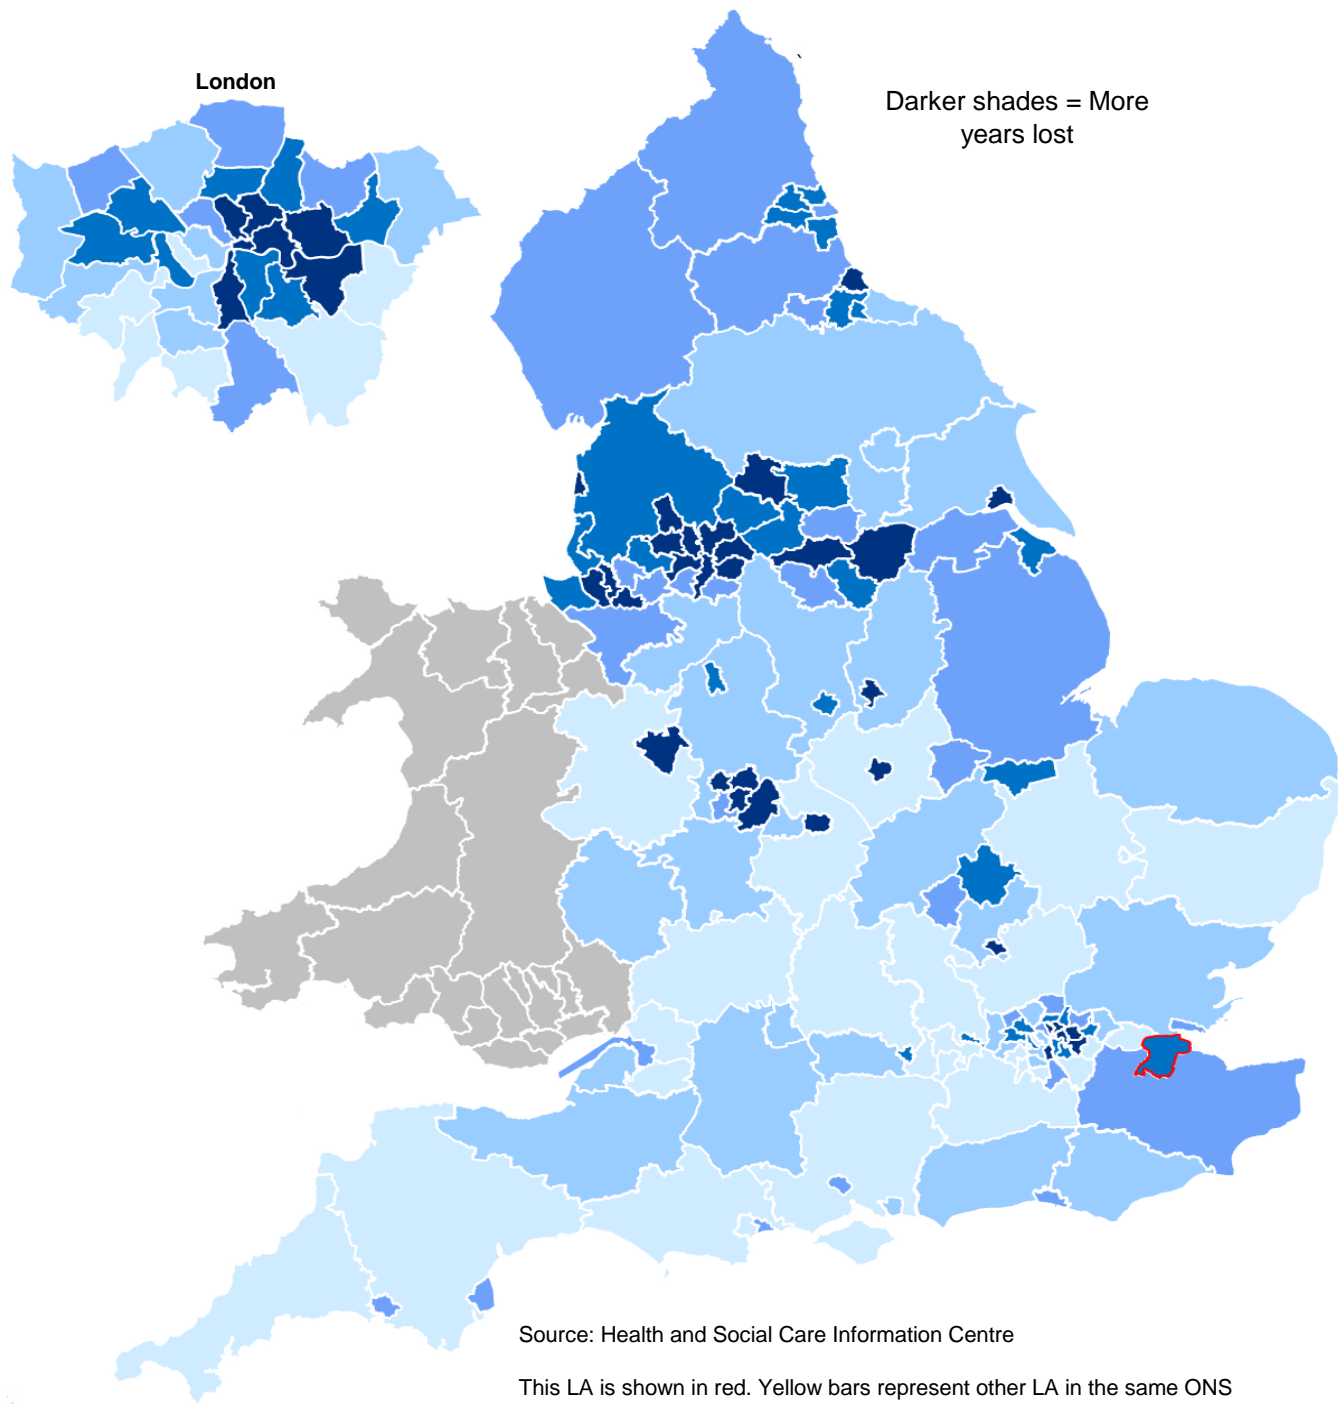 London
Darker shades = More
years lost
Source: Health and Social Care Information Centre
This LA is shown in red. Yellow bars represent other LA in the same ONS